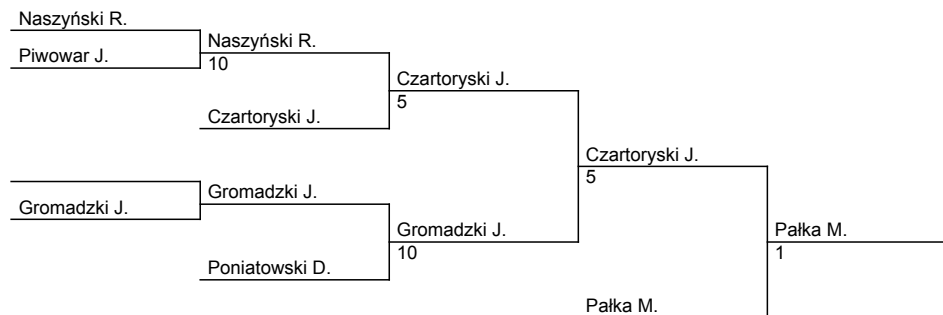 Naszyński R.
Piwowar J.
Naszyński R.
10
Czartoryski J.
Czartoryski J.
5
Gromadzki J.
Gromadzki J.
Poniatowski D.
Gromadzki J.
10
Czartoryski J.
5
Pałka M.
Pałka M.
1